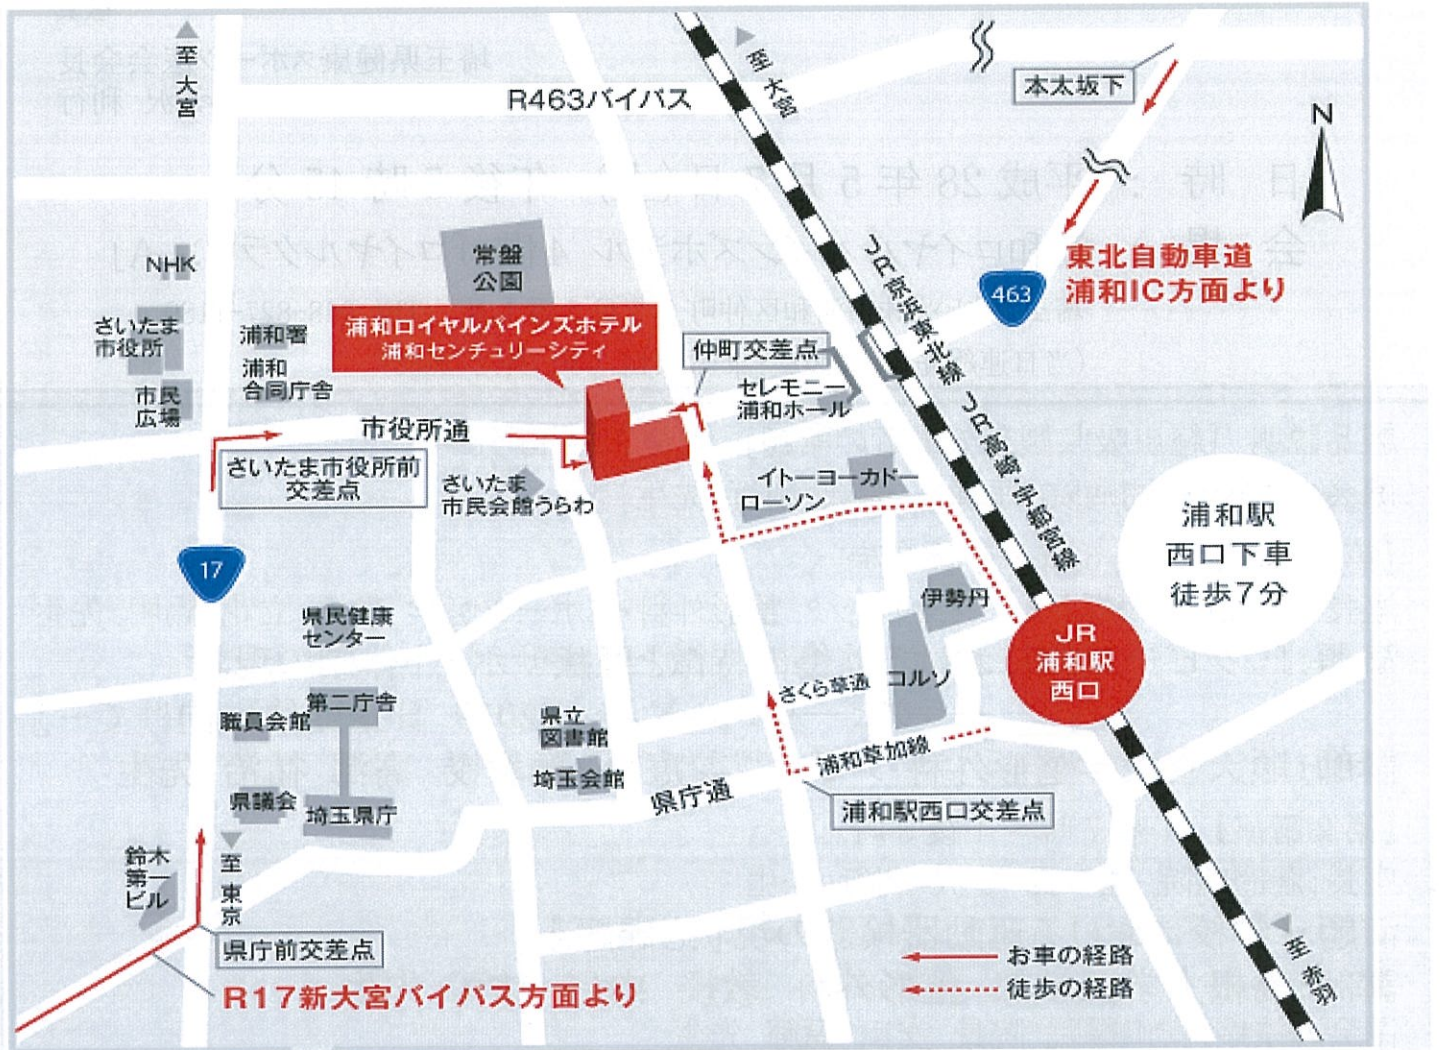 至大宮
R463バイパス
至大宮
本太坂下
N
東北自動車道
浦和IC方面より
463
JR京浜東北線
JR高崎・宇都宮線
常盤
公園
NHK
さいたま
市役所
浦和署
浦和
合同庁舎
市民
広場
浦和ロイヤルパインズホテル
浦和センチュリーシティ
仲町交差点
セレモニー
浦和ホール
市役所通
さいたま市役所前
交差点
さいたま
市民会館うらわ
イトーヨーカドー
ローソン
浦和駅
西口下車
徒歩7分
17
県民健康
センター
伊勢丹
JR
浦和駅
西口
コルソ
さくら草通
第二庁舎
職員会館
県立
図書館
埼玉会館
浦和草加線
県庁通
浦和駅西口交差点
県議会
埼玉県庁
鈴木
第一
ビル
至東京
県庁前交差点
R17新大宮バイパス方面より
お車の経路
徒歩の経路
至赤羽